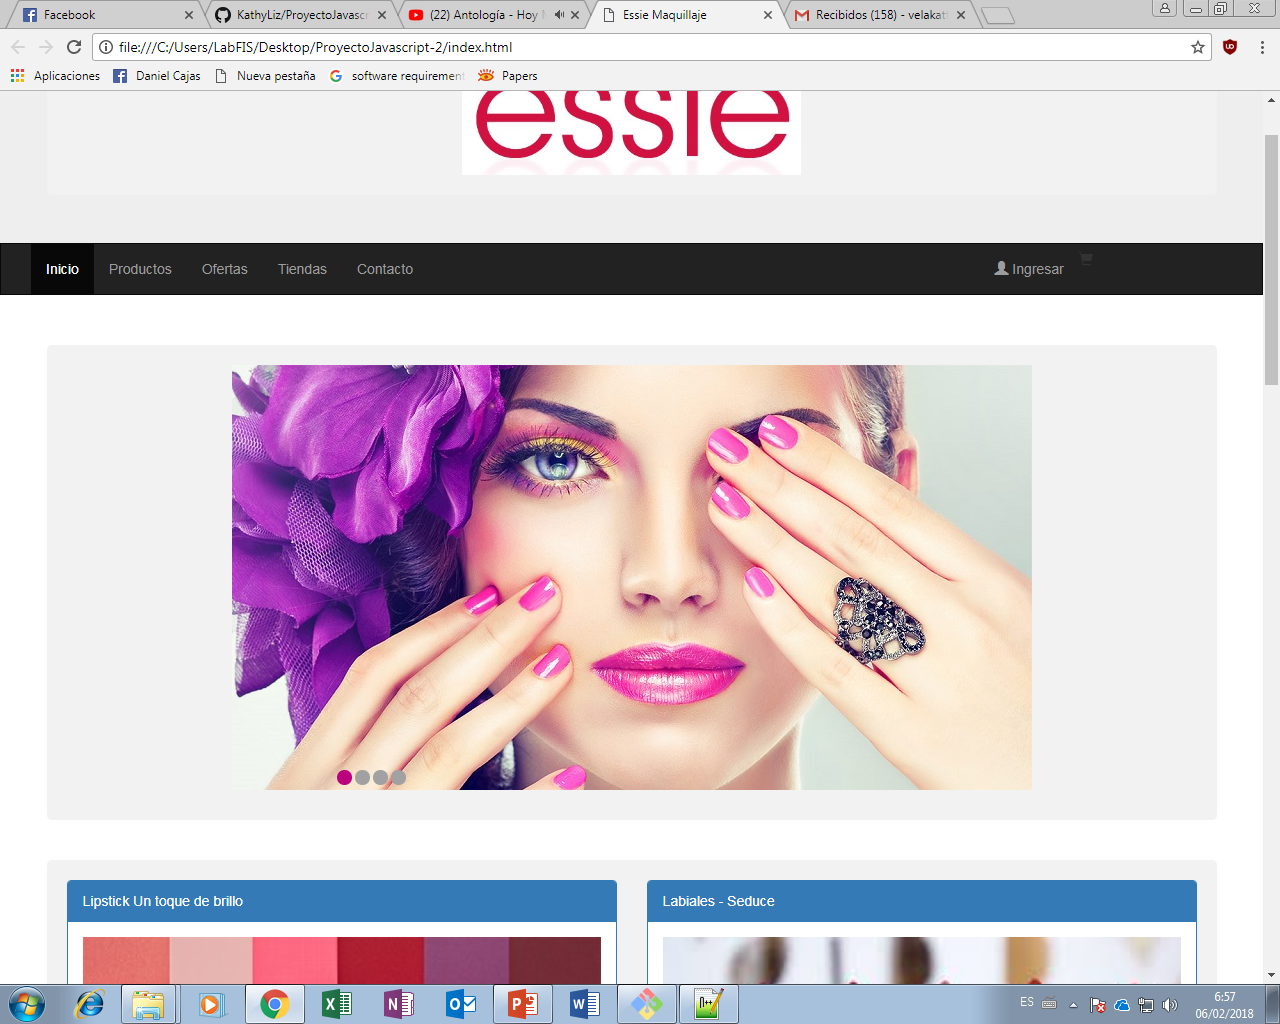 Facebook
KathyLiz/ProyectoJavasc
(22) Antología - Hoy
Essie Maquillaje
Recibidos (158) - velakat
file:///C:/Users/LabFIS/Desktop/ProyectoJavascript-2/index.html
Aplicaciones
Daniel Cajas
Nueva pestaña
software requirement
Papers
essie
Inicio
Productos
Ofertas
Tiendas
Contacto
Ingresar
Lipstick Un toque de brillo
Labiales - Seduce
ES
6:57
06/02/2018